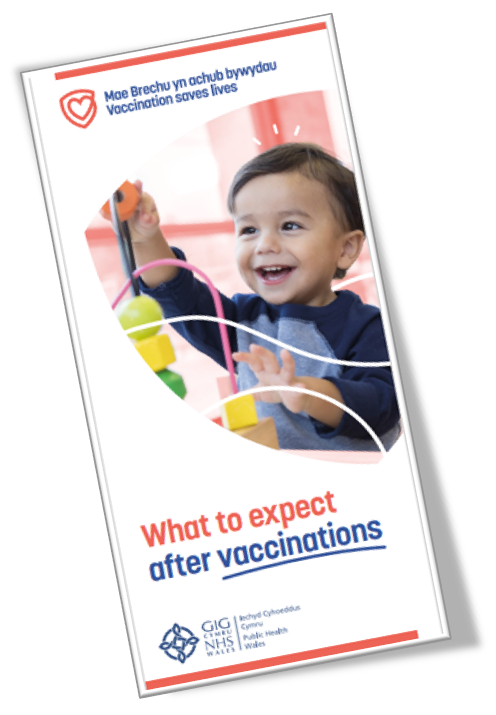 Mae Brechu yn achub bywydau
Vaccination saves lives
What to expect
after vaccinations
GIG
CYMRU
NHS
WALES
Iechyd Cyhoeddus
Cymru
Public Health
Wales